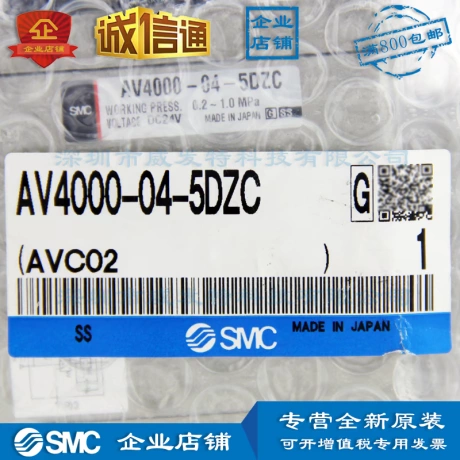 企业
诚信通
企业店铺
满800包邮
AV4000-04-5DZC
SMC
WORKING PRESS. 0.2-1.0 MPa
VOLTAGE DC24V
MADE IN JAPAN
G SS
深圳市威发特科技有限公司
AV4000-04-5DZC
G
(AVC02 )
1
SS
SMC
MADE IN JAPAN
SMC 企业店铺
专营全新原装
可开增值税专用发票